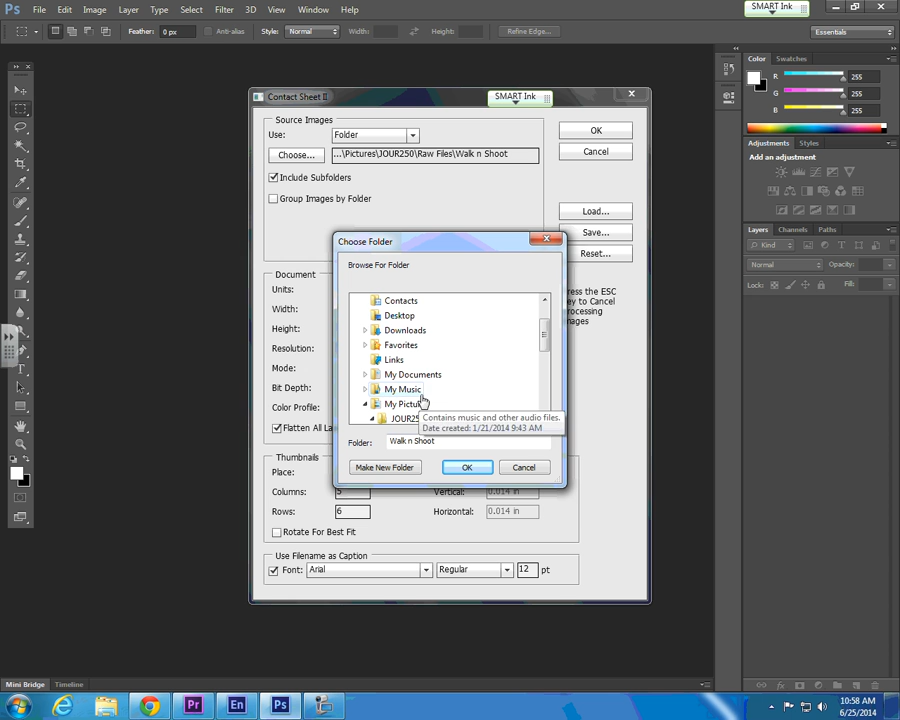 Ps File Edit Image Layer Type Select Filter 3D View Window Help
SMART Ink
Feather: 0 px Anti-alias Style: Normal Width: Height: Refine Edge... Essentials
Contact Sheet II SMART Ink
Source Images
Use: Folder
Choose... ...\Pictures\JOUR250\Raw Files\Walk n Shoot
Include Subfolders
Group Images by Folder
OK
Cancel
Load...
Save...
Reset...
Press the ESC
key to Cancel
processing
images
Document
Units:
Width:
Height:
Resolution:
Mode:
Bit Depth:
Color Profile:
Flatten All
Choose Folder
Browse For Folder
Contacts
Desktop
Downloads
Favorites
Links
My Documents
My Music
My Pictu
JOUR25
Contains music and other audio files.
Date created: 1/21/2014 9:43 AM
Folder: Walk n Shoot
Make New Folder OK Cancel
Thumbnails
Place:
Columns: 5 Vertical: 0.014 in
Rows: 6 Horizontal: 0.014 in
Rotate For Best Fit
Use Filename as Caption
Font: Arial Regular 12 pt
Color Swatches
R 255
G 255
B 255
Adjustments Styles
Add an adjustment
Layers Channels Paths
Kind
Normal Opacity:
Lock: Fill:
Mini Bridge Timeline
Pr En Ps
10:58 AM
6/25/2014